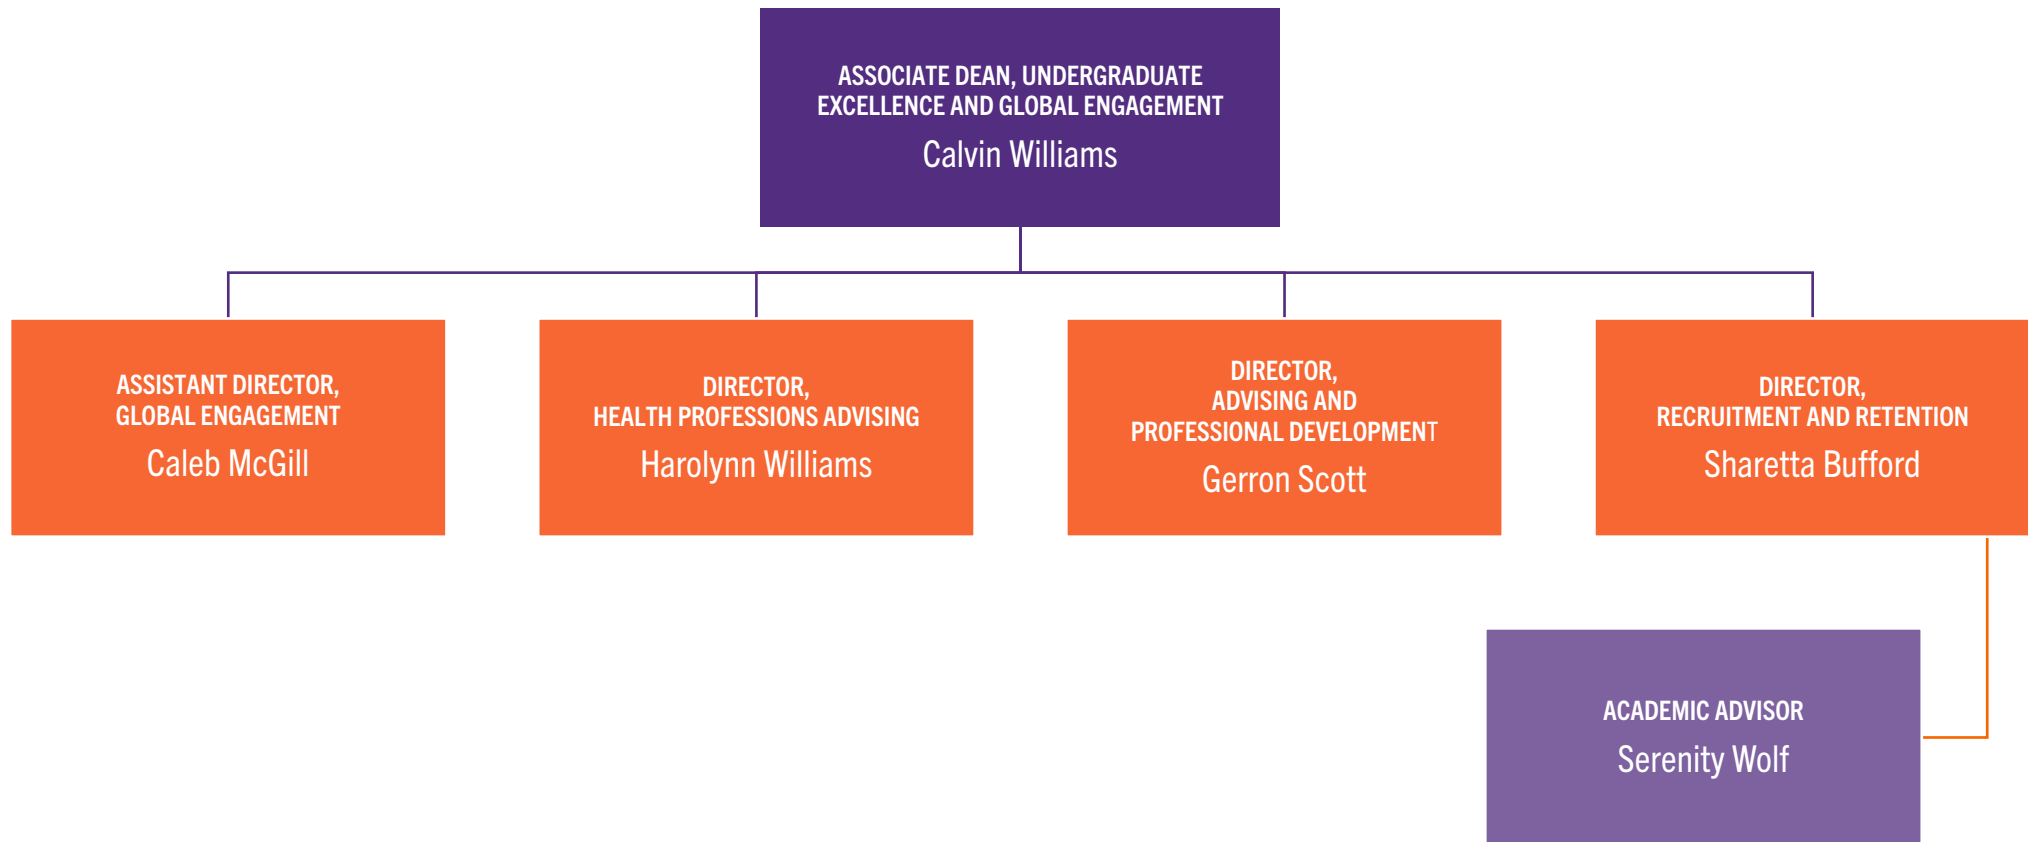 ASSOCIATE DEAN, UNDERGRADUATE
EXCELLENCE AND GLOBAL ENGAGEMENT
Calvin Williams
ASSISTANT DIRECTOR,
GLOBAL ENGAGEMENT
Caleb McGill
DIRECTOR,
HEALTH PROFESSIONS ADVISING
Harolynn Williams
DIRECTOR,
ADVISING AND
PROFESSIONAL DEVELOPMENT
Gerron Scott
DIRECTOR,
RECRUITMENT AND RETENTION
Sharetta Bufford
ACADEMIC ADVISOR
Serenity Wolf